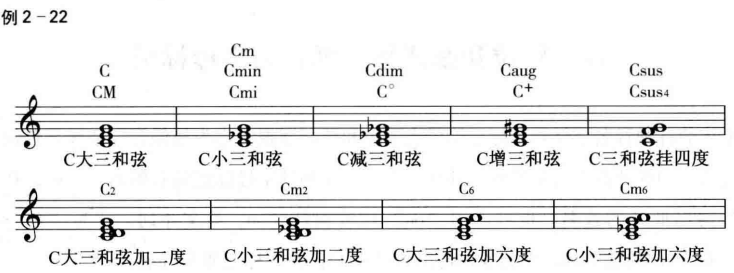 例 2-22
Cm
C Cmin Cdim Caug Csus
CM Cmi C° C+ Csus4
C大三和弦 C小三和弦 C减三和弦 C增三和弦 C三和弦挂四度
C2 Cm2 C6 Cm6
C大三和弦加二度 C小三和弦加二度 C大三和弦加六度 C小三和弦加六度